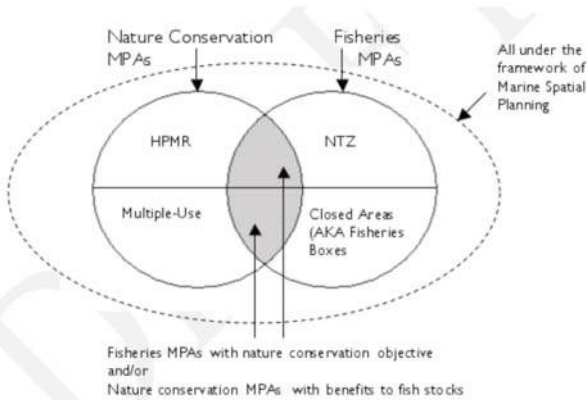 Nature Conservation
MPAs
Fisheries
MPAs
All under the
framework of
Marine Spatial
Planning
HPMR
NTZ
Multiple-Use
Closed Areas
(AKA Fisheries
Boxes
Fisheries MPAs with nature conservation objective
and/or
Nature conservation MPAs with benefits to fish stocks